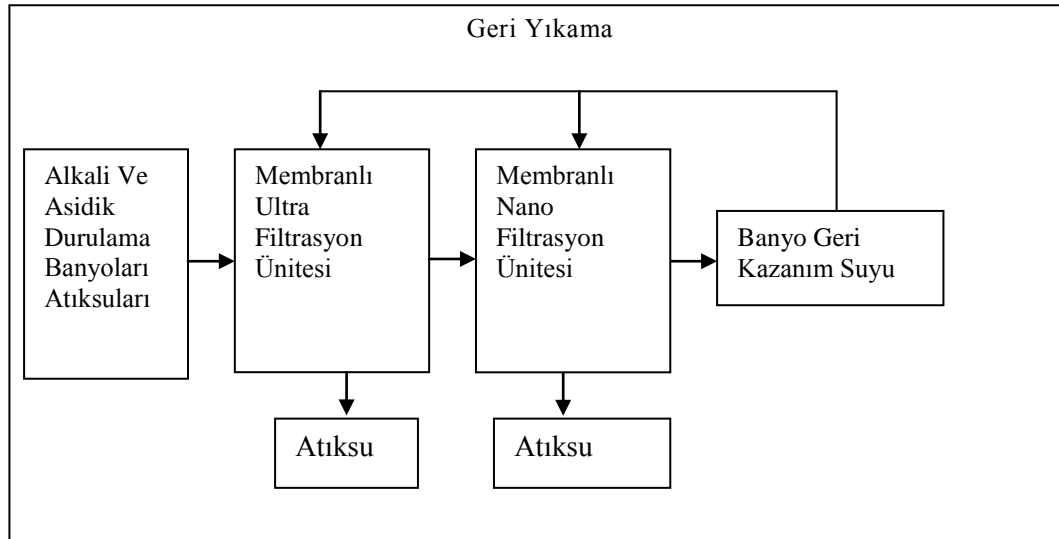 Geri Yıkama
Alkali Ve
Asidik
Durulama
Banyoları
Atıksuları
Membranlı
Ultra
Filtrasyon
Ünitesi
Membranlı
Nano
Filtrasyon
Ünitesi
Banyo Geri
Kazanım Suyu
Atıksu
Atıksu